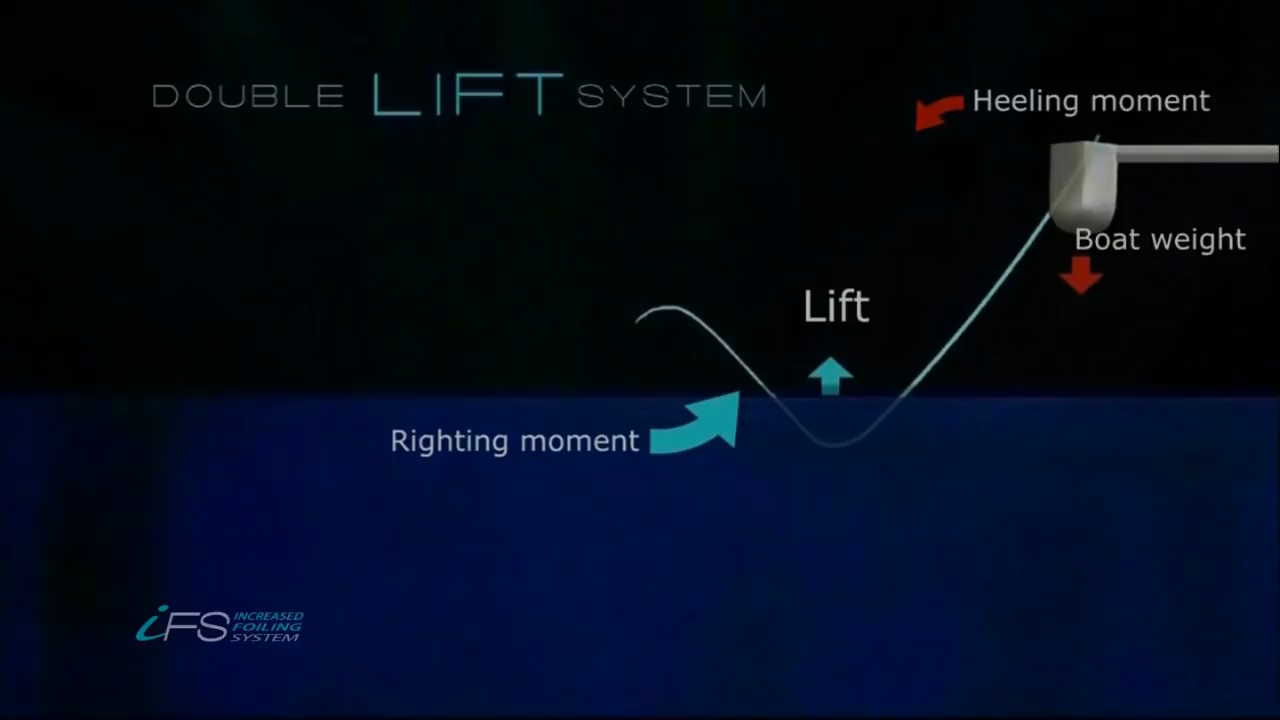 DOUBLE LIFT SYSTEM
Heeling moment
Boat weight
Lift
Righting moment
iFS INCREASED
FOILING
SYSTEM